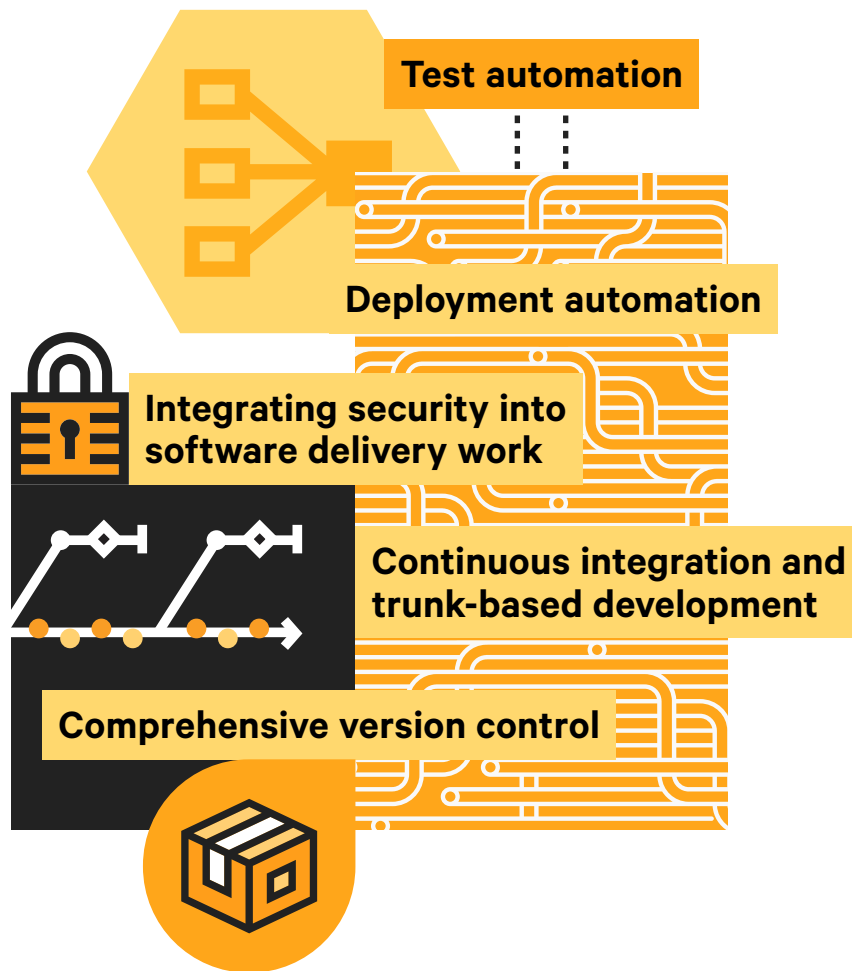 Test automation
Deployment automation
Integrating security into
software delivery work
Continuous integration and
trunk-based development
Comprehensive version control